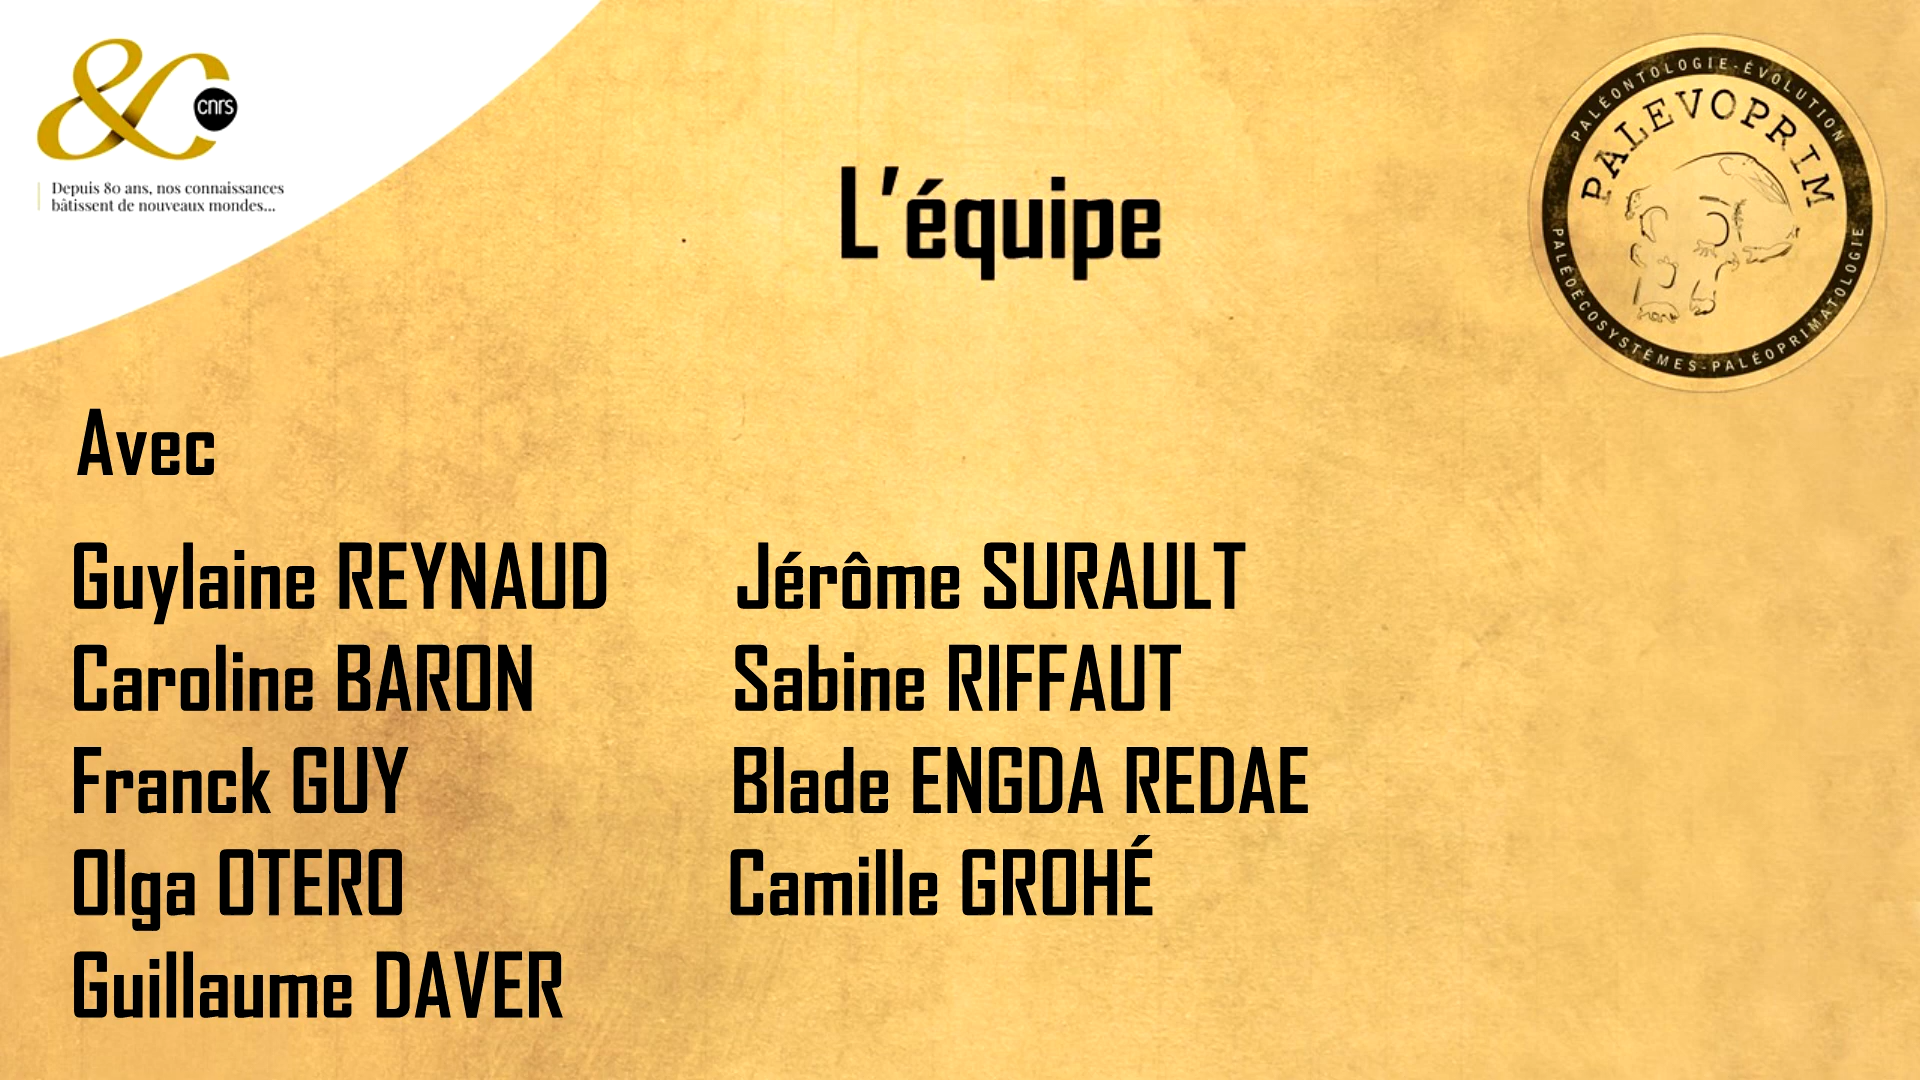 &
cnrs
Depuis 80 ans, nos connaissances
bâtissent de nouveaux mondes...
PALÉONTOLOGIE-ÉVOLUTION
PALEVOPRIM
PALÉOÉCOSYSTÈMES-PALÉOPRIMATOLOGIE
L'équipe
Avec
Guylaine REYNAUD
Caroline BARON
Franck GUY
Olga OTERO
Guillaume DAVER
Jérôme SURAULT
Sabine RIFFAUT
Blade ENGDA REDAE
Camille GROHÉ